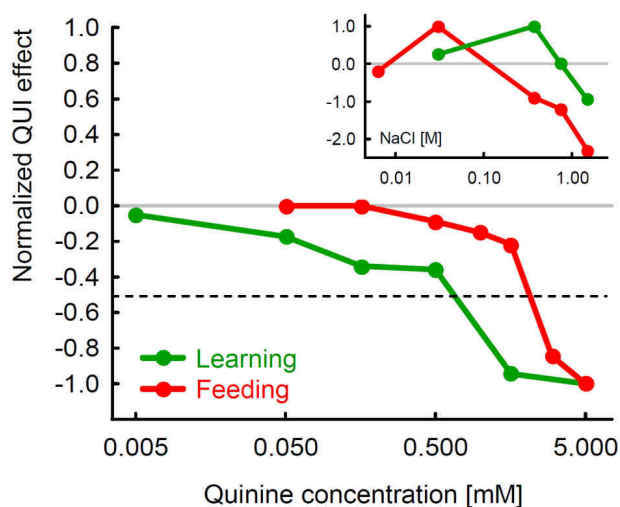 Normalized QUI effect
1.0
0.8
0.6
0.4
0.2
0.0
-0.2
-0.4
-0.6
-0.8
-1.0
1.0
0.0
-1.0
-2.0
NaCl [M]
0.01 0.10 1.00
Learning
Feeding
0.005 0.050 0.500 5.000
Quinine concentration [mM]